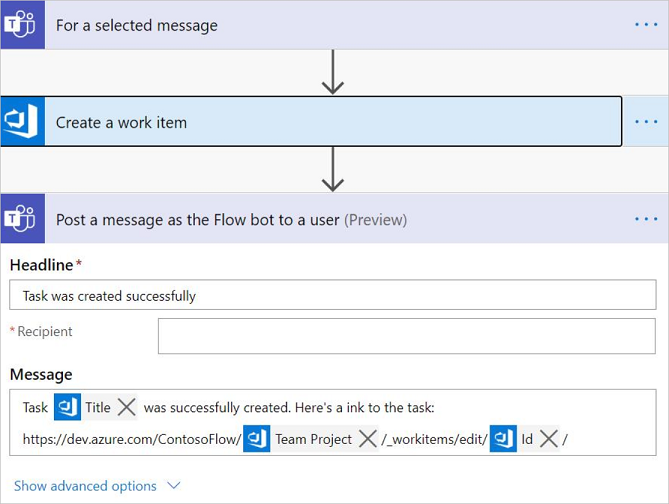 For a selected message
Create a work item
Post a message as the Flow bot to a user (Preview)
Headline*
Task was created successfully
*Recipient
Message
Task Title was successfully created. Here's a ink to the task:
https://dev.azure.com/ContosoFlow/ Team Project /_workitems/edit/ Id /
Show advanced options